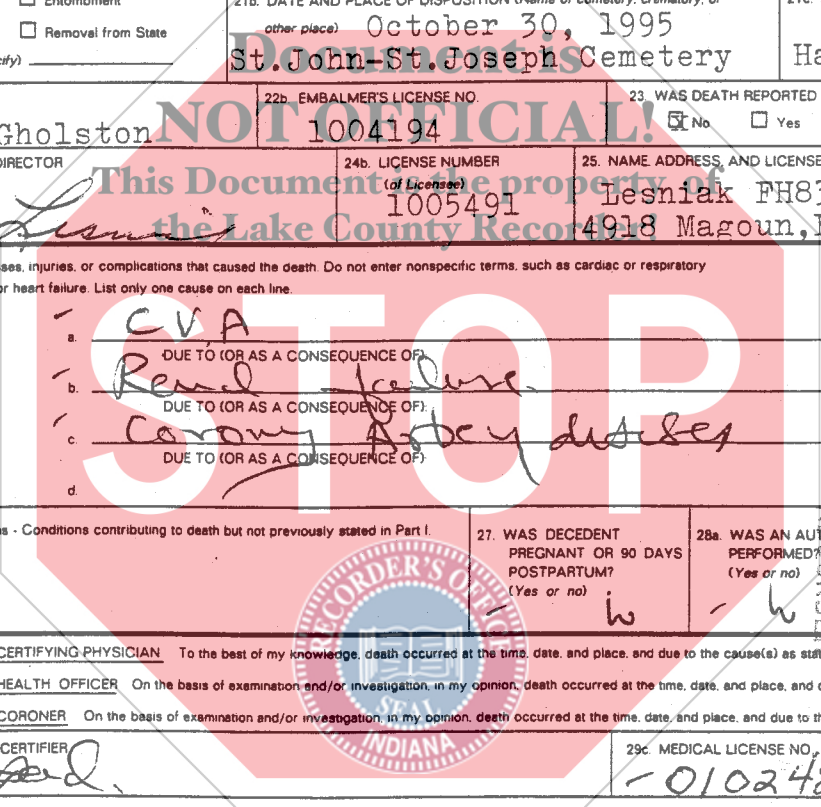 Entombment
21b. DATE AND PLACE OF DISPOSITION (Name of cemetery, crematory, or
21c.
Removal from State
other place) October 30, 1995
cify)
St.John-St.Joseph Cemetery
Ha
Document is
NOT OFFICIAL!
This Document is the property of
the Lake County Recorder!
STOP
22b. EMBALMER'S LICENSE NO.
23. WAS DEATH REPORTED
Gholston
1004194
No
Yes
DIRECTOR
24b. LICENSE NUMBER
25. NAME, ADDRESS, AND LICENSE
(of Licensee)
1005491
Lesniak FH83
4918 Magoun,
ses, injuries, or complications that caused the death. Do not enter nonspecific terms, such as cardiac or respiratory
or heart failure. List only one cause on each line.
a. CVA
DUE TO (OR AS A CONSEQUENCE OF):
b. Renal failure
DUE TO (OR AS A CONSEQUENCE OF):
c. Corony Artery
DUE TO (OR AS A CONSEQUENCE OF)
d.
s - Conditions contributing to death but not previously stated in Part I.
27. WAS DECEDENT
PREGNANT OR 90 DAYS
POSTPARTUM?
(Yes or no)
28a. WAS AN AUT
PERFORMED?
(Yes or no)
RECORDER'S OFFICE
SEAL
INDIANA
CERTIFYING PHYSICIAN To the best of my knowledge, death occurred at the time, date, and place, and due to the cause(s) as stat
HEALTH OFFICER On the basis of examination and/or investigation, in my opinion, death occurred at the time, date, and place, and d
CORONER On the basis of examination and/or investigation, in my opinion, death occurred at the time, date, and place, and due to th
CERTIFIER
29c. MEDICAL LICENSE NO.
010242